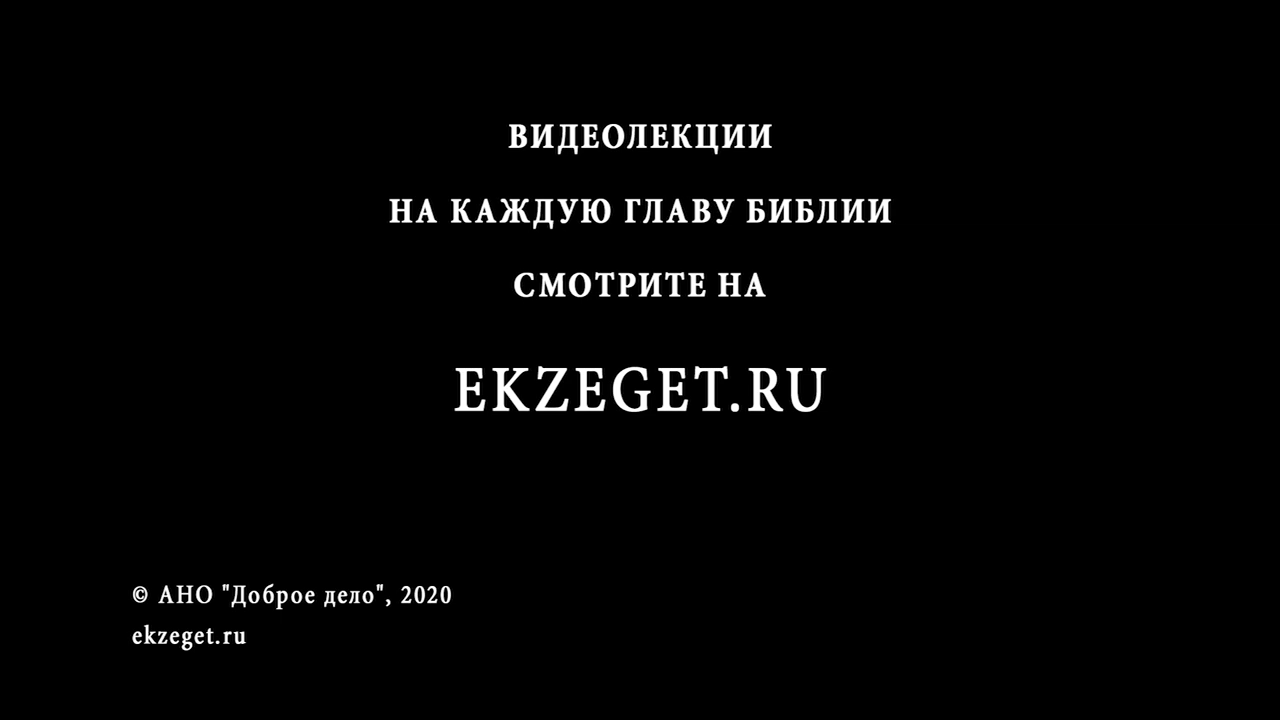 ВИДЕОЛЕКЦИИ
НА КАЖДУЮ ГЛАВУ БИБЛИИ
СМОТРИТЕ НА
EKZEGET.RU
© АНО "Доброе дело", 2020
ekzeget.ru